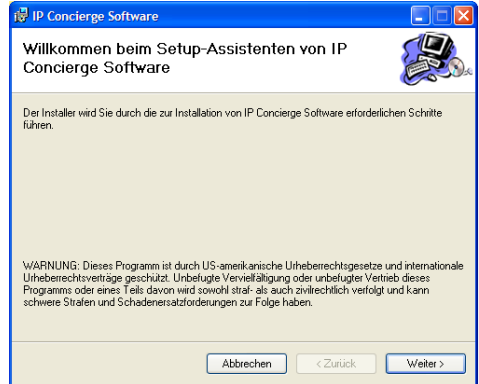 IP Concierge Software
Willkommen beim Setup-Assistenten von IP
Concierge Software
Der Installer wird Sie durch die zur Installation von IP Concierge Software erforderlichen Schritte
führen.
WARNUNG: Dieses Programm ist durch US-amerikanische Urheberrechtsgesetze und internationale
Urheberrechtsverträge geschützt. Unbefugte Vervielfältigung oder unbefugter Vertrieb dieses
Programms oder eines Teils davon wird sowohl straf- als auch zivilrechtlich verfolgt und kann
schwere Strafen und Schadenersatzforderungen zur Folge haben.
Abbrechen
< Zurück
Weiter >